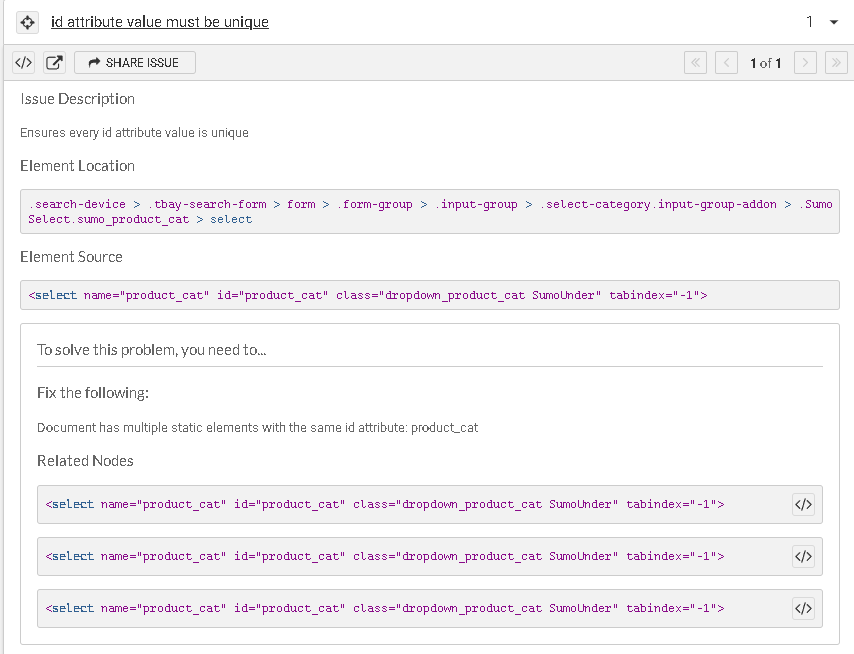 id attribute value must be unique 1
</> SHARE ISSUE « < 1 of 1 > »
Issue Description
Ensures every id attribute value is unique
Element Location
.search-device > .tbay-search-form > form > .form-group > .input-group > .select-category.input-group-addon > .Sumo
Select.sumo_product_cat > select
Element Source
<select name="product_cat" id="product_cat" class="dropdown_product_cat SumoUnder" tabindex="-1">
To solve this problem, you need to...
Fix the following:
Document has multiple static elements with the same id attribute: product_cat
Related Nodes
<select name="product_cat" id="product_cat" class="dropdown_product_cat SumoUnder" tabindex="-1"> </>
<select name="product_cat" id="product_cat" class="dropdown_product_cat SumoUnder" tabindex="-1"> </>
<select name="product_cat" id="product_cat" class="dropdown_product_cat SumoUnder" tabindex="-1"> </>